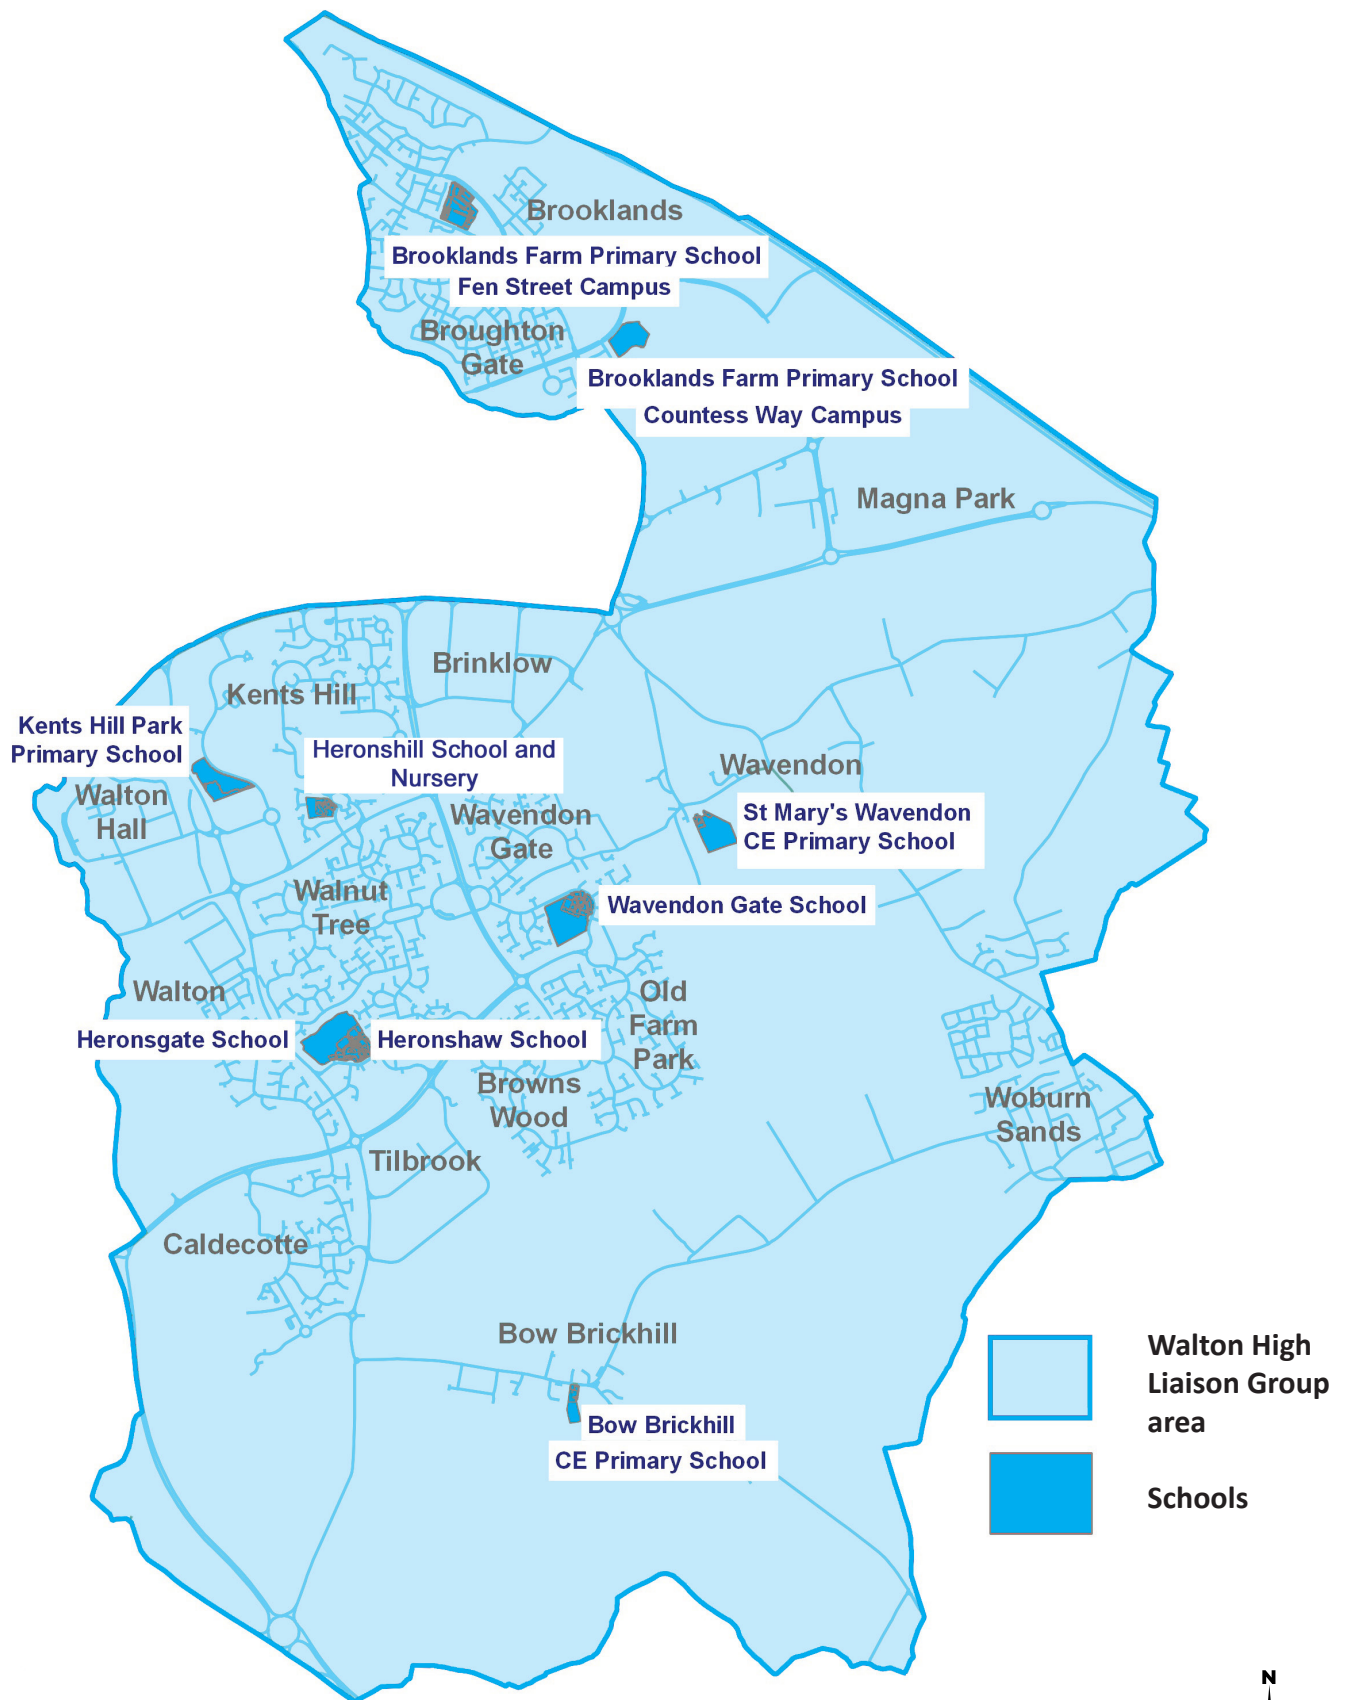 Brooklands
Brooklands Farm Primary School
Fen Street Campus
Broughton
Gate
Brooklands Farm Primary School
Countess Way Campus
Magna Park
Brinklow
Kents Hill
Kents Hill Park
Primary School
Heronshill School and
Nursery
Wavendon
Walton
Hall
Wavendon
Gate
St Mary's Wavendon
CE Primary School
Walnut
Tree
Wavendon Gate School
Walton
Old
Farm
Park
Heronsgate School
Heronshaw School
Browns
Wood
Woburn
Sands
Tilbrook
Caldecotte
Bow Brickhill
Bow Brickhill
CE Primary School
Walton High
Liaison Group
area
Schools
N